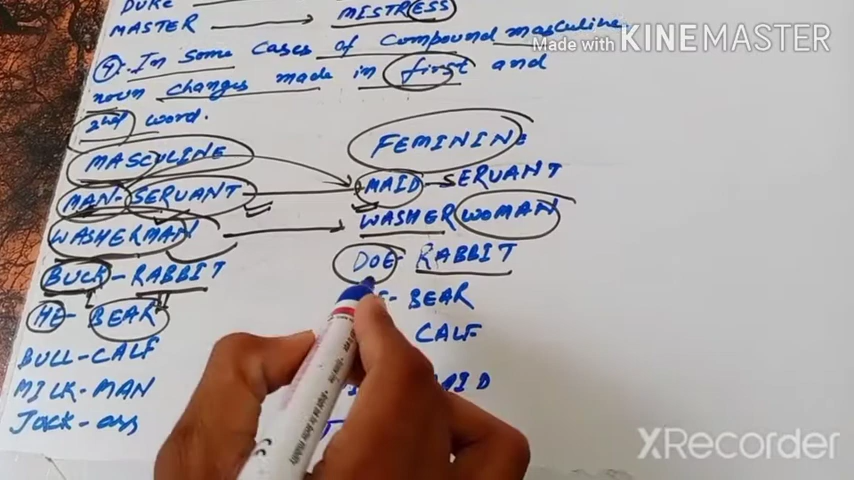 DUKE
MASTER → MISTRESS
Made with KINEMASTER
(4):- In some cases of compound masculine
noun changes made in first and
2nd word.
MASCULINE FEMININE
MAN-SERVANT MAID-SERVANT
WASHERMAN → WASHERWOMAN
BUCK-RABBIT DOE-RABBIT
HE-BEAR -BEAR
BULL-CALF CALF
MILK-MAN
JACK-ass
XRecorder